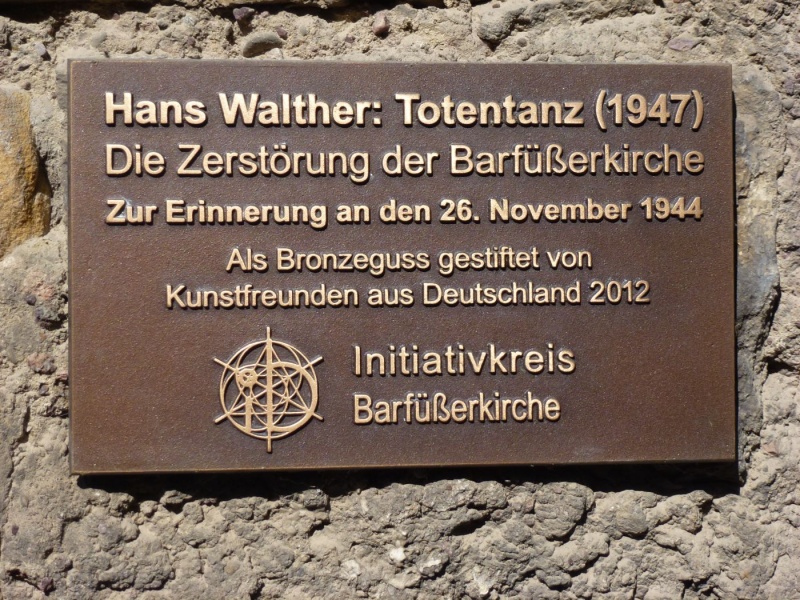 Hans Walther: Totentanz (1947)
Die Zerstörung der Barfüßerkirche
Zur Erinnerung an den 26. November 1944
Als Bronzeguss gestiftet von
Kunstfreunden aus Deutschland 2012
Initiativkreis
Barfüßerkirche